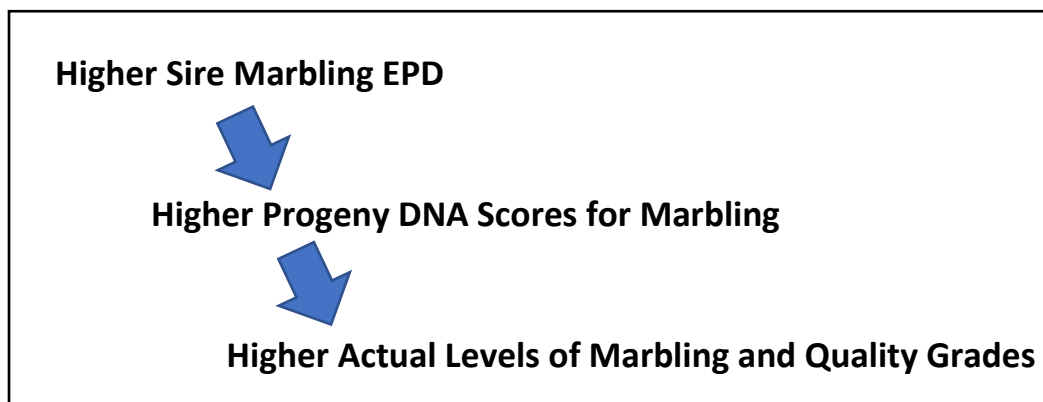 Higher Sire Marbling EPD
Higher Progeny DNA Scores for Marbling
Higher Actual Levels of Marbling and Quality Grades